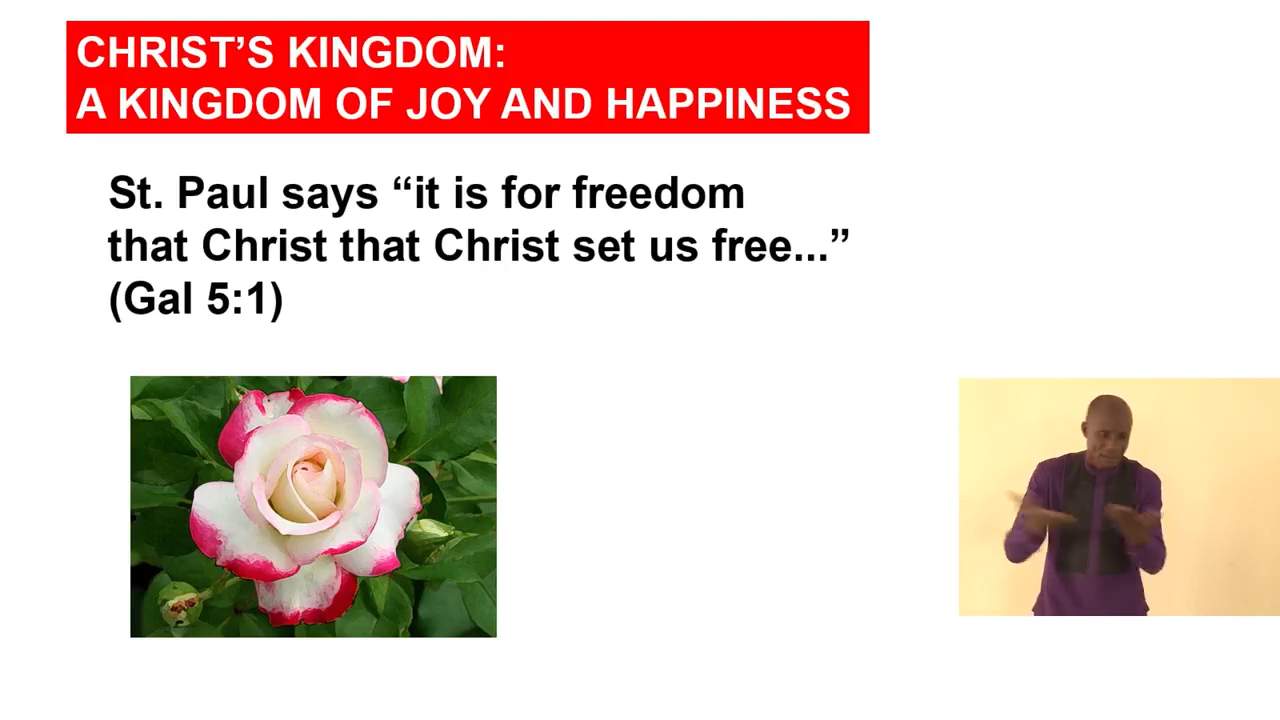 CHRIST’S KINGDOM:
A KINGDOM OF JOY AND HAPPINESS
St. Paul says “it is for freedom
that Christ that Christ set us free...”
(Gal 5:1)